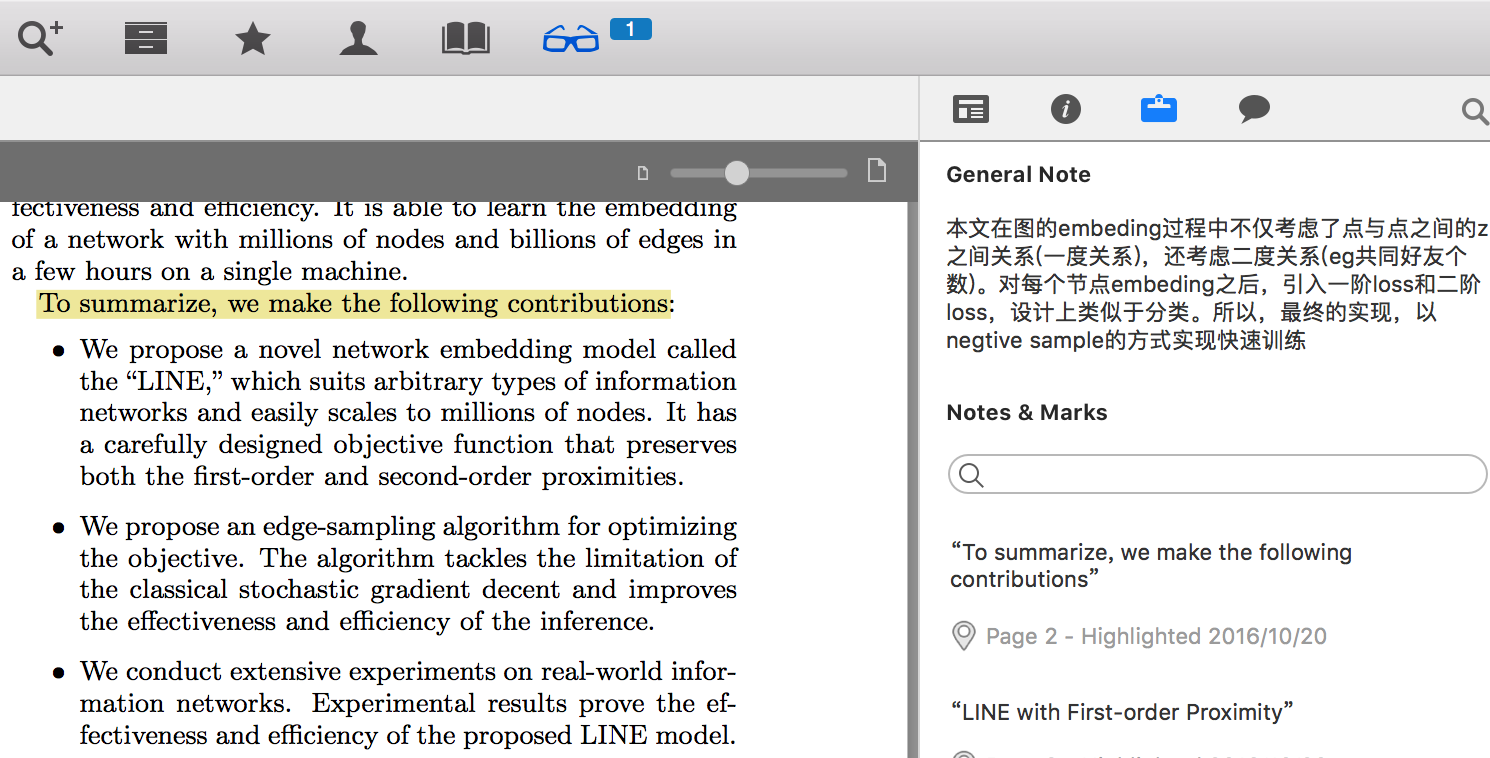 1
fectiveness and efficiency. It is able to learn the embedding
of a network with millions of nodes and billions of edges in
a few hours on a single machine.
To summarize, we make the following contributions:
• We propose a novel network embedding model called
the “LINE,” which suits arbitrary types of information
networks and easily scales to millions of nodes. It has
a carefully designed objective function that preserves
both the first-order and second-order proximities.
• We propose an edge-sampling algorithm for optimizing
the objective. The algorithm tackles the limitation of
the classical stochastic gradient decent and improves
the effectiveness and efficiency of the inference.
• We conduct extensive experiments on real-world infor-
mation networks. Experimental results prove the ef-
fectiveness and efficiency of the proposed LINE model.
General Note
本文在图的embeding过程中不仅考虑了点与点之间的z
之间关系(一度关系)，还考虑二度关系(eg共同好友个
数)。对每个节点embeding之后，引入一阶loss和二阶
loss，设计上类似于分类。所以，最终的实现，以
negtive sample的方式实现快速训练
Notes & Marks
“To summarize, we make the following
contributions”
Page 2 - Highlighted 2016/10/20
“LINE with First-order Proximity”